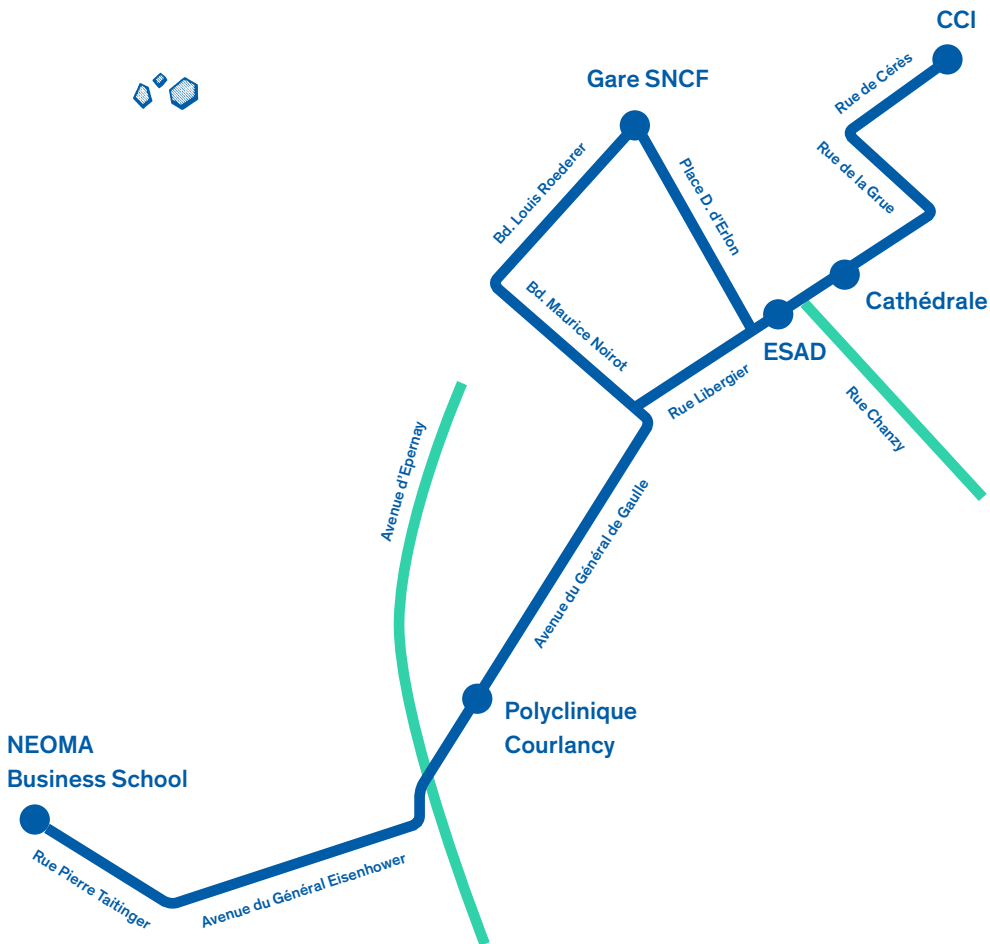 CCI
Rue de Cérès
Gare SNCF
Rue de la Grue
Bd. Louis Roederer
Place D. d'Erlon
Cathédrale
Bd. Maurice Noirot
ESAD
Rue Libergier
Rue Chanzy
Avenue d'Epernay
Avenue du Général de Gaulle
Polyclinique
Courlancy
NEOMA
Business School
Rue Pierre Taitinger
Avenue du Général Eisenhower